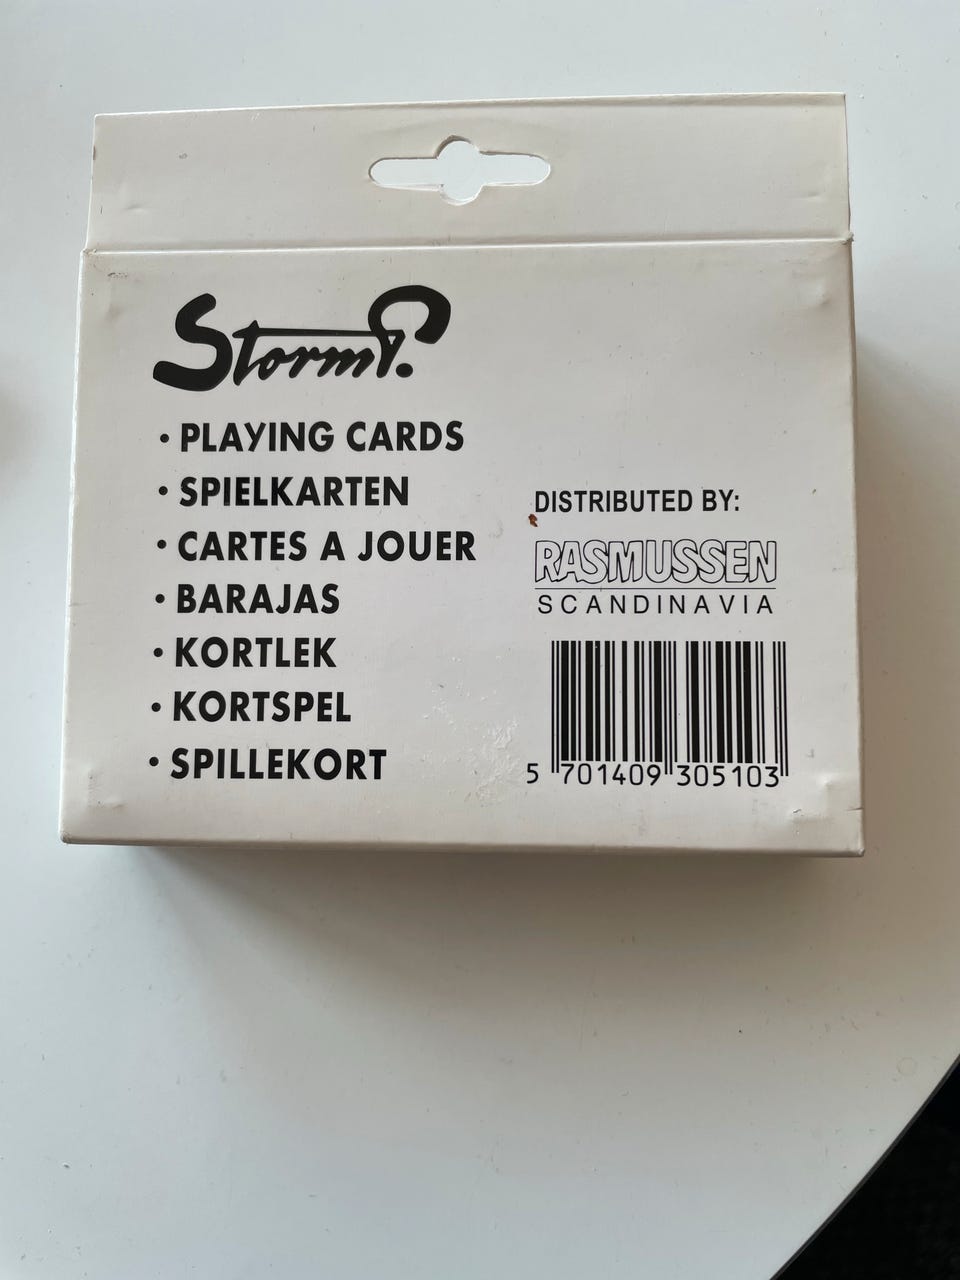 Storm P.
• PLAYING CARDS
• SPIELKARTEN
• CARTES A JOUER
• BARAJAS
• KORTLEK
• KORTSPEL
• SPILLEKORT
DISTRIBUTED BY:
RASMUSSEN
SCANDINAVIA
5 701409 305103